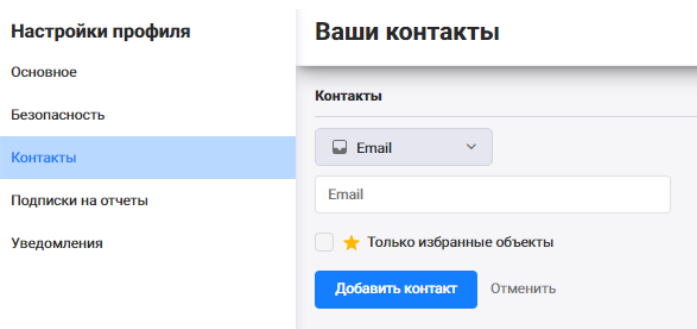 Настройки профиля
Основное
Безопасность
Контакты
Подписки на отчеты
Уведомления
Ваши контакты
Контакты
Email
Email
Только избранные объекты
Добавить контакт Отменить